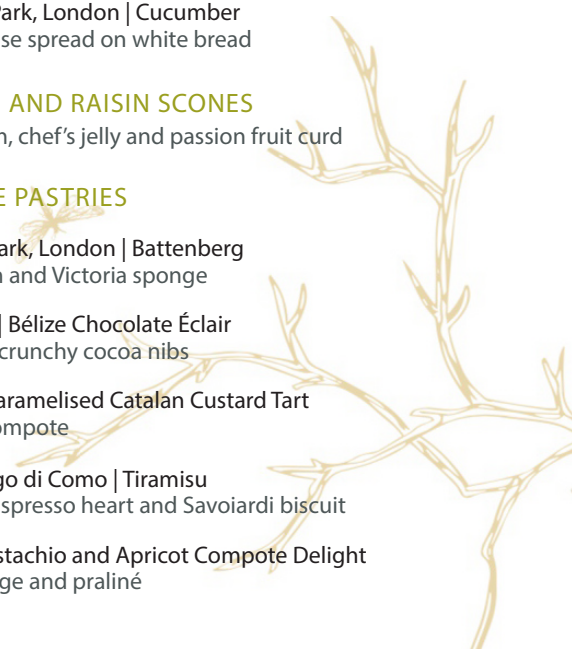 Park, London | Cucumber
se spread on white bread
AND RAISIN SCONES
n, chef’s jelly and passion fruit curd
E PASTRIES
ark, London | Battenberg
n and Victoria sponge
| Bélize Chocolate Éclair
crunchy cocoa nibs
aramelised Catalan Custard Tart
ompote
go di Como | Tiramisu
spresso heart and Savoiardi biscuit
stachio and Apricot Compote Delight
ge and praliné